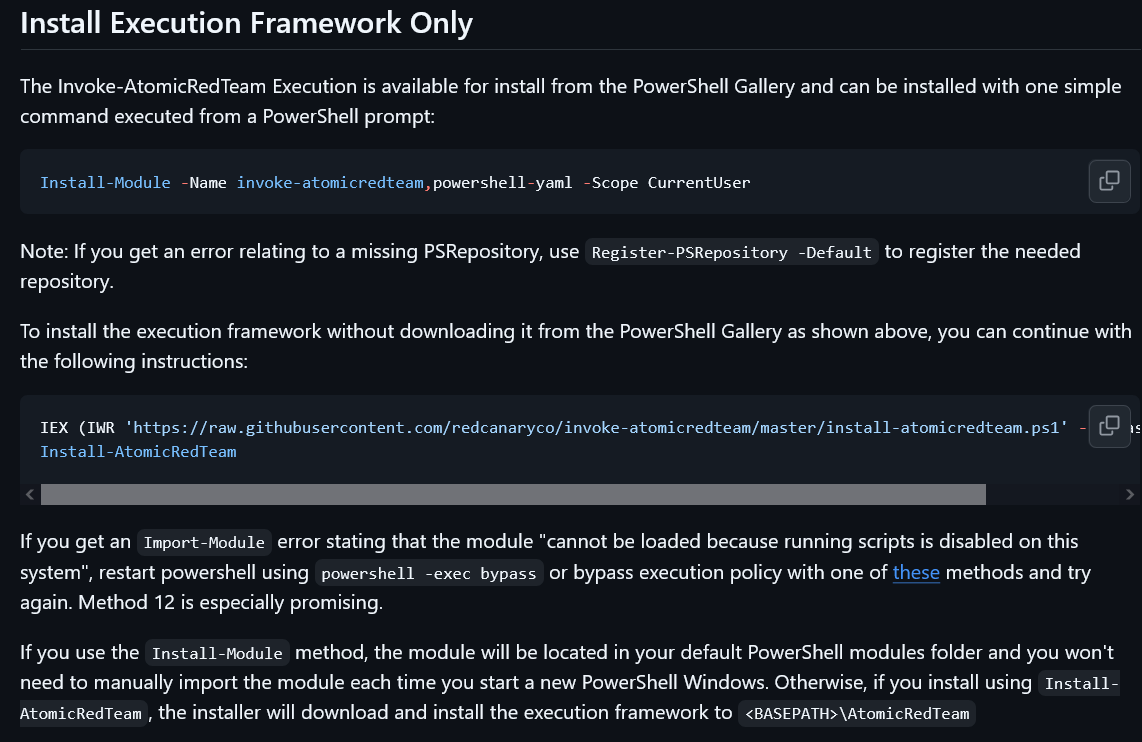 Install Execution Framework Only
The Invoke-AtomicRedTeam Execution is available for install from the PowerShell Gallery and can be installed with one simple
command executed from a PowerShell prompt:
Install-Module -Name invoke-atomicredteam,powershell-yaml -Scope CurrentUser
Note: If you get an error relating to a missing PSRepository, use Register-PSRepository -Default to register the needed
repository.
To install the execution framework without downloading it from the PowerShell Gallery as shown above, you can continue with
the following instructions:
IEX (IWR 'https://raw.githubusercontent.com/redcanaryco/invoke-atomicredteam/master/install-atomicredteam.ps1' -
Install-AtomicRedTeam
If you get an Import-Module error stating that the module "cannot be loaded because running scripts is disabled on this
system", restart powershell using powershell -exec bypass or bypass execution policy with one of these methods and try
again. Method 12 is especially promising.
If you use the Install-Module method, the module will be located in your default PowerShell modules folder and you won't
need to manually import the module each time you start a new PowerShell Windows. Otherwise, if you install using Install-
AtomicRedTeam, the installer will download and install the execution framework to <BASEPATH>\AtomicRedTeam